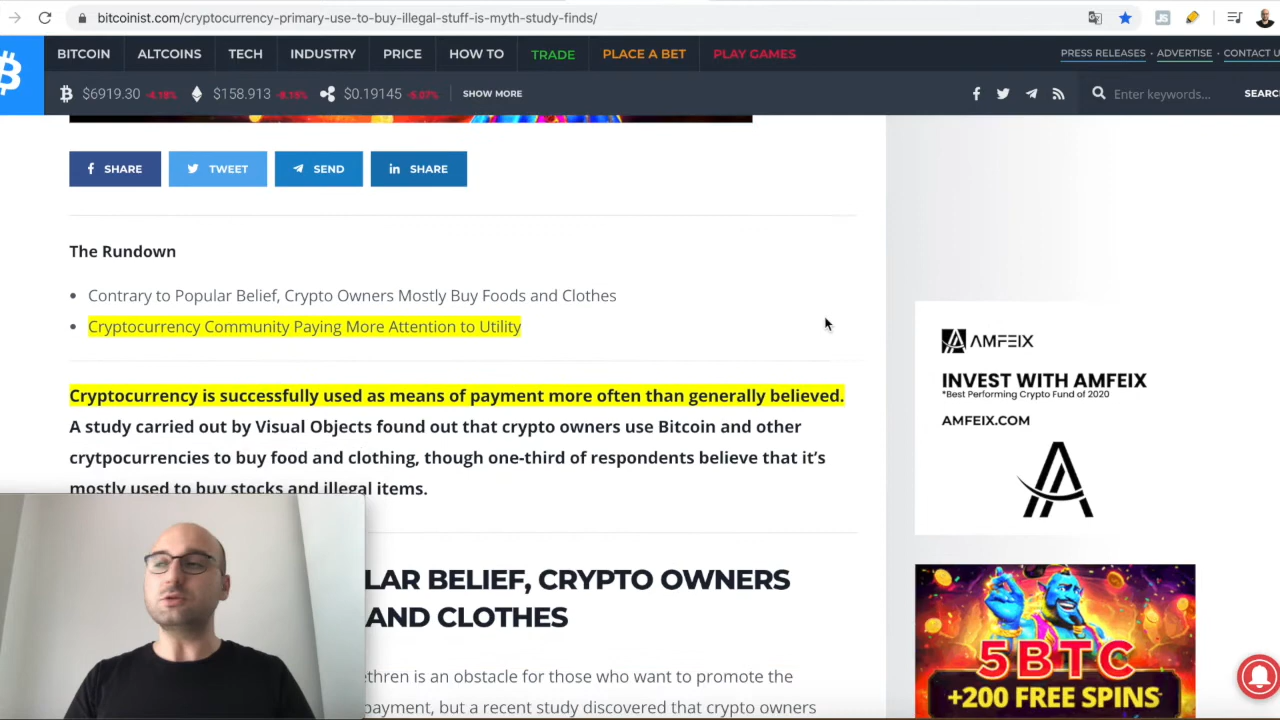 bitcoinist.com/cryptocurrency-primary-use-to-buy-illegal-stuff-is-myth-study-finds/
BITCOIN ALTCOINS TECH INDUSTRY PRICE HOW TO TRADE PLACE A BET PLAY GAMES
PRESS RELEASES · ADVERTISE · CONTACT U
$6919.30 -4.18% $158.913 -8.15% $0.19145 -5.07% SHOW MORE
Enter keywords... SEARC
SHARE TWEET SEND SHARE
The Rundown
• Contrary to Popular Belief, Crypto Owners Mostly Buy Foods and Clothes
• Cryptocurrency Community Paying More Attention to Utility
Cryptocurrency is successfully used as means of payment more often than generally believed.
A study carried out by Visual Objects found out that crypto owners use Bitcoin and other
crytpocurrencies to buy food and clothing, though one-third of respondents believe that it's
mostly used to buy stocks and illegal items.
LAR BELIEF, CRYPTO OWNERS
AND CLOTHES
ethren is an obstacle for those who want to promote the
payment, but a recent study discovered that crypto owners
AMFEIX
INVEST WITH AMFEIX
*Best Performing Crypto Fund of 2020
AMFEIX.COM
5BTC
+200 FREE SPINS